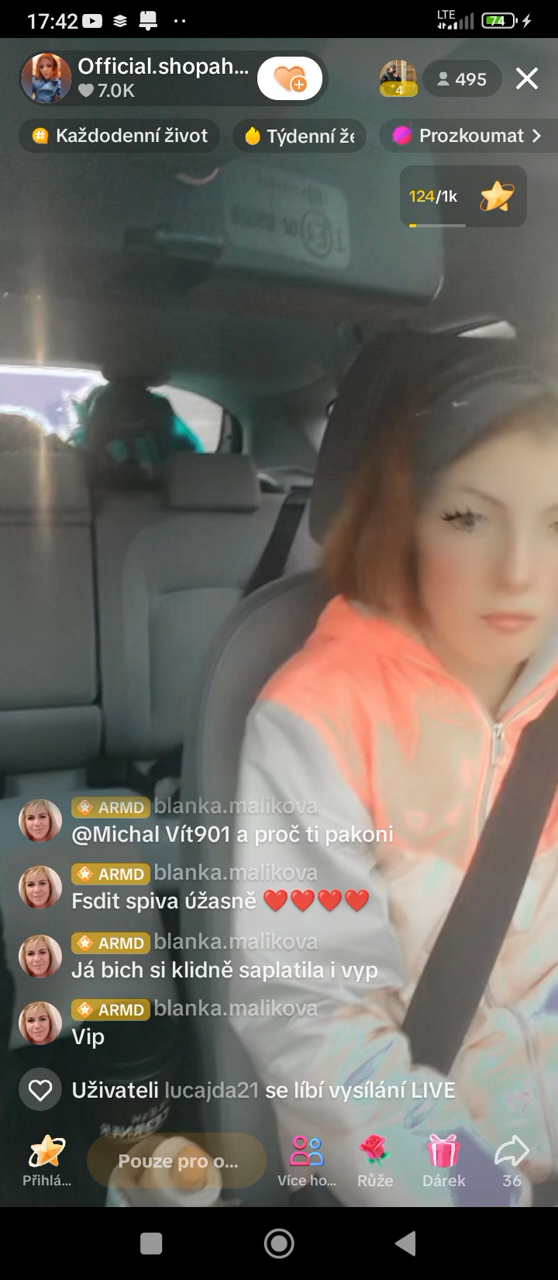 17:42
LTE
74
Official.shopah...
7.0K
4
495
Každodenní život
Týdenní že
Prozkoumat
124/1k
ARMD blanka.malikova
@Michal Vít901 a proč ti pakoni
ARMD blanka.malikova
Fsdit spiva úžasně ❤️❤️❤️❤️
ARMD blanka.malikova
Já bich si klidně saplatila i vyp
ARMD blanka.malikova
Vip
Uživateli lucajda21 se líbí vysílání LIVE
Přihlá...
Pouze pro o...
Více ho...
Růže
Dárek
36